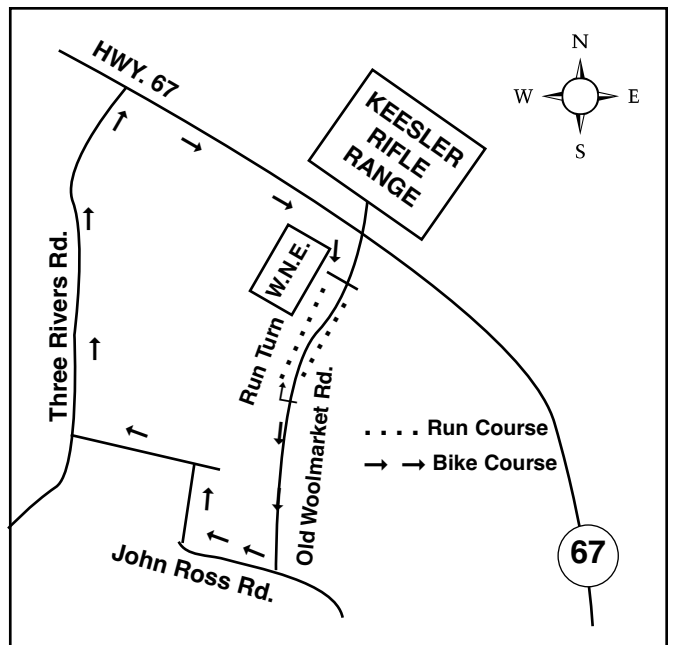 HWY. 67
N
W
E
S
KEESLER
RIFLE
RANGE
W.N.E.
Three Rivers Rd.
Run Turn
Old Woolmarket Rd.
. . . . Run Course
→ → Bike Course
67
John Ross Rd.